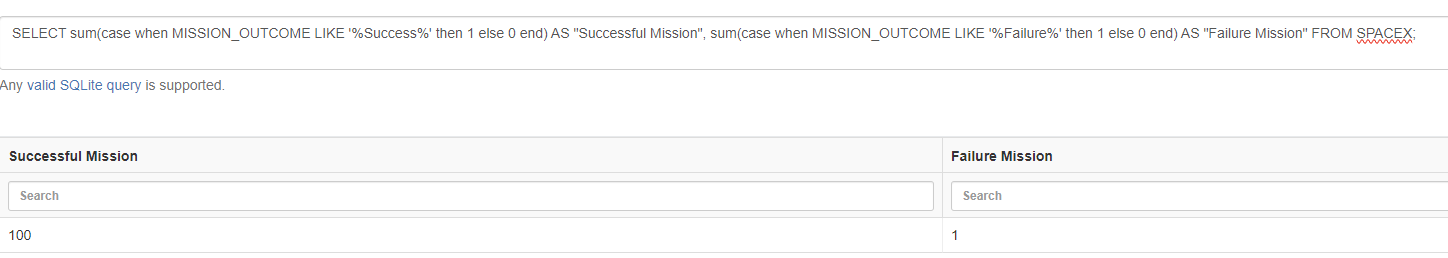 SELECT sum(case when MISSION_OUTCOME LIKE '%Success%' then 1 else 0 end) AS "Successful Mission", sum(case when MISSION_OUTCOME LIKE '%Failure%' then 1 else 0 end) AS "Failure Mission" FROM SPACEX;
Any valid SQLite query is supported.
Successful Mission Failure Mission
Search Search
100 1